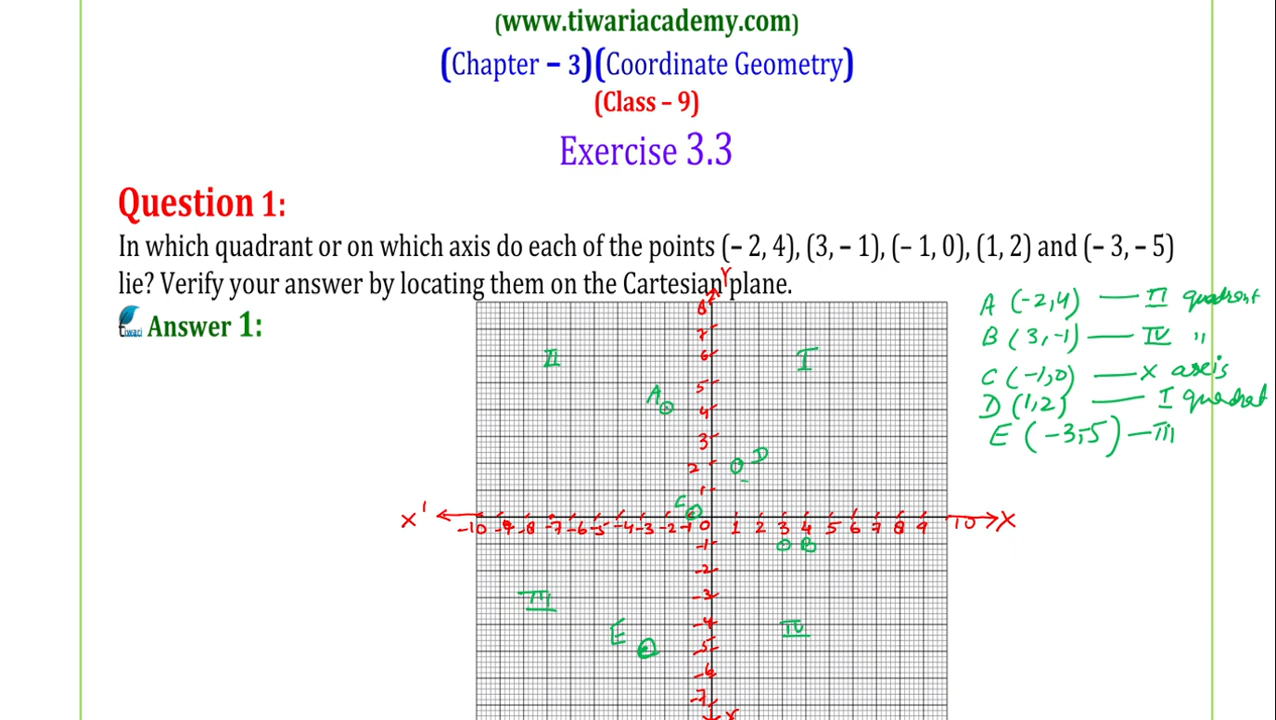 (www.tiwariacademy.com)
(Chapter – 3)(Coordinate Geometry)
(Class – 9)
Exercise 3.3
Question 1:
In which quadrant or on which axis do each of the points (– 2, 4), (3, – 1), (– 1, 0), (1, 2) and (– 3, – 5)
lie? Verify your answer by locating them on the Cartesian plane.
Answer 1:
Tiwari
A (-2,4) — II quadrant
B (3,-1) — IV "
C (-1,0) — X axis
D (1,2) — I quadrat
E (-3,-5) — III
Y
8
7
II
6
I
5
A
4
3
D
2
1
C
X'
-10 -9 -8 -7 -6 -5 -4 -3 -2 -1 0 1 2 3 4 5 6 7 8 9 10 X
-1
B
-2
-3
III
-4
IV
E
-5
-6
-7